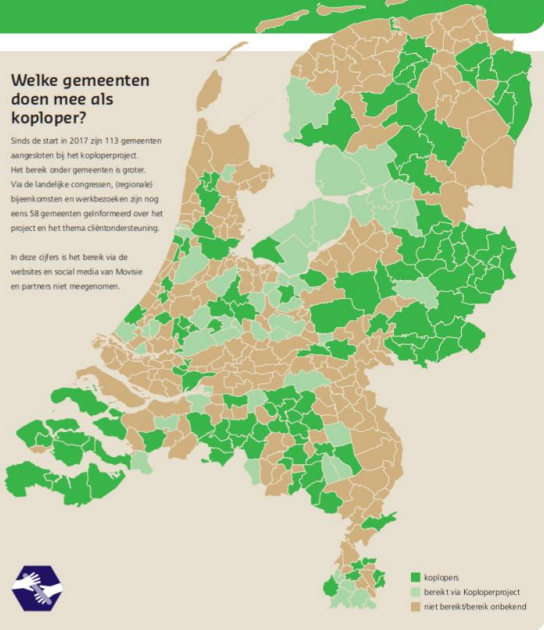 Welke gemeenten
doen mee als
koploper?
Sinds de start in 2017 zijn 113 gemeenten
aangesloten bij het koploperproject.
Het bereik onder gemeenten is groter.
Via de landelijke congressen, (regionale)
bijeenkomsten en werkbezoeken zijn nog
eens 58 gemeenten geïnformeerd over het
project en het thema cliëntondersteuning.
In deze cijfers is het bereik via de
websites en social media van Movisie
en partners niet meegenomen.
koplopers
bereikt via Koploperproject
niet bereikt/bereik onbekend